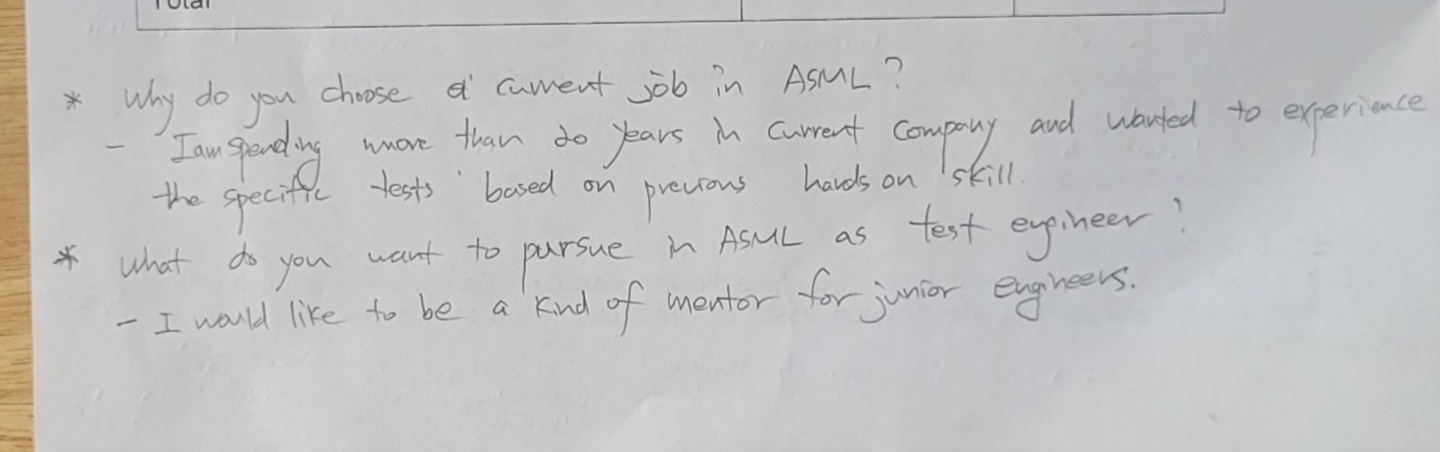 Total
* Why do you choose a current job in ASML?
- I am spending more than 20 years in current company and wanted to experience
the specific tests based on previous hands on skill.
* What do you want to pursue in ASML as test engineer?
- I would like to be a kind of mentor for junior engineers.